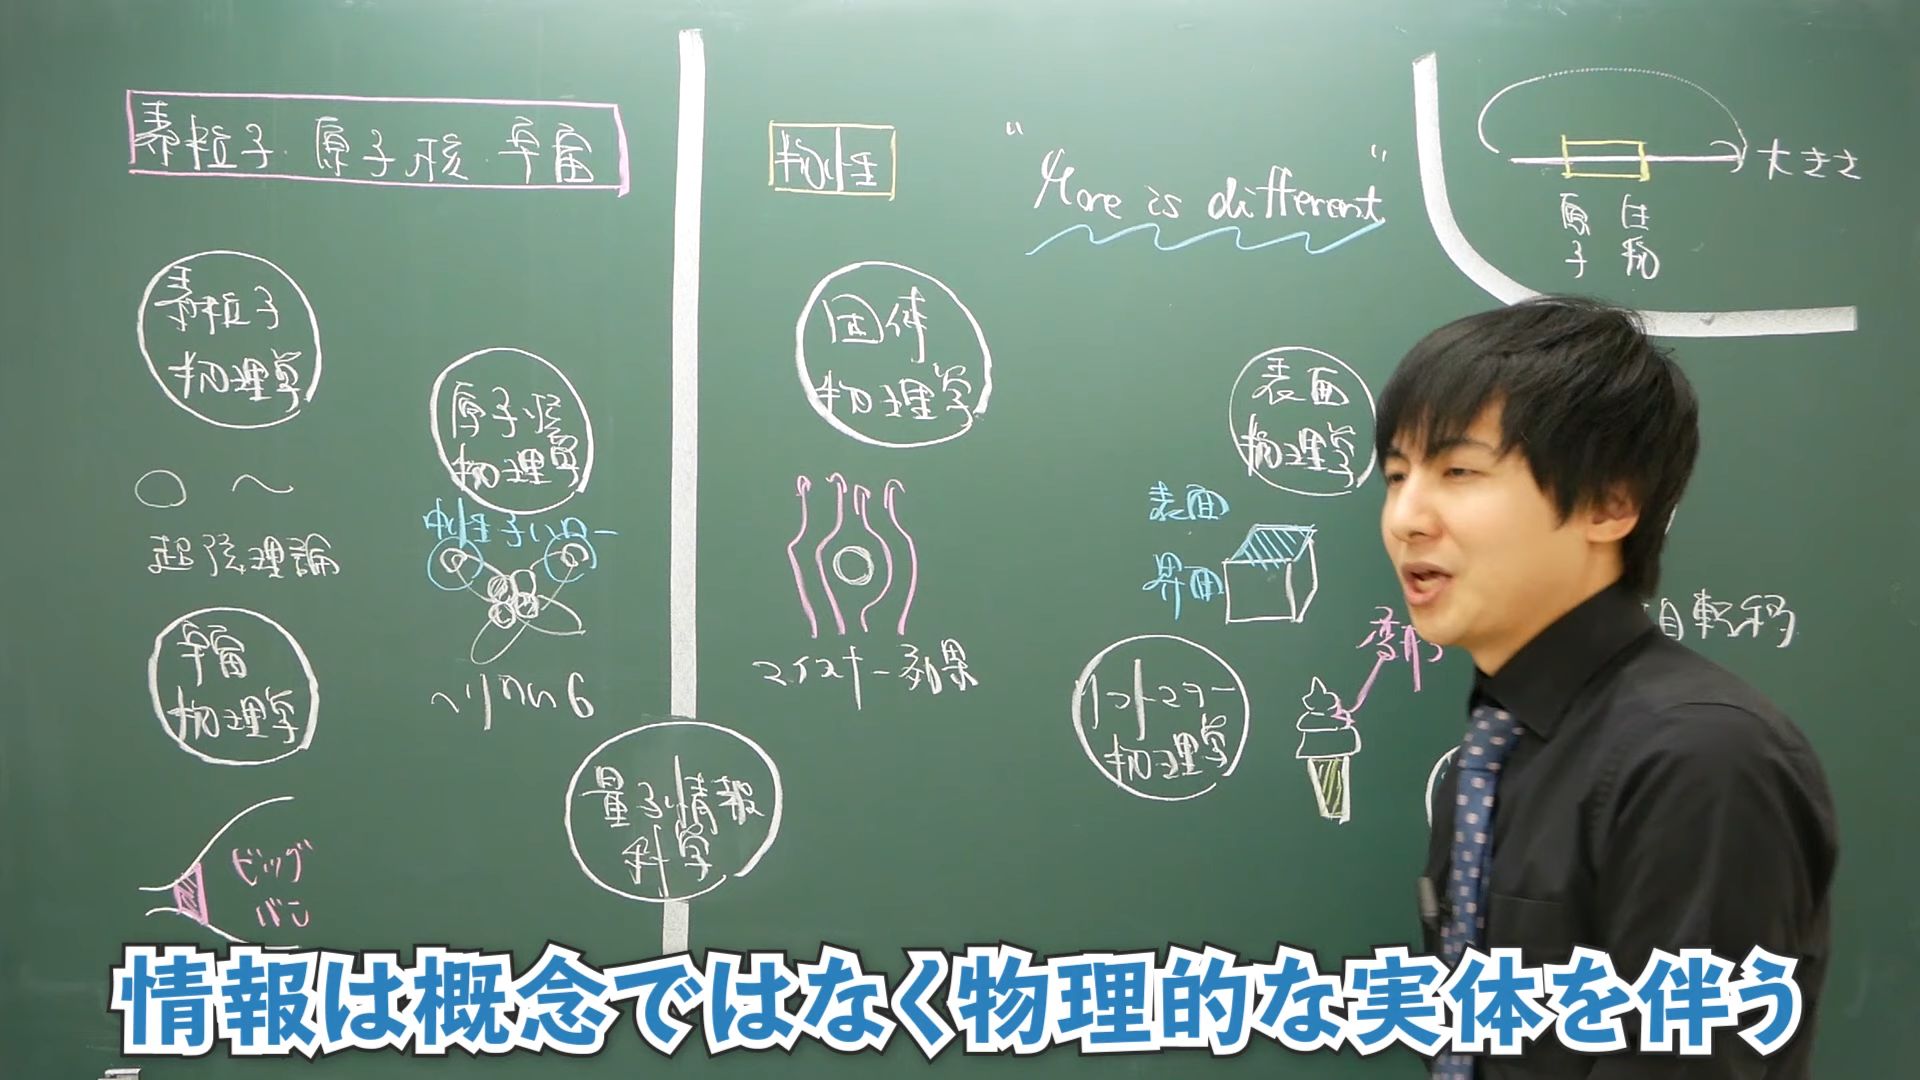 素粒子・原子核・宇宙
物性
"More is different"
大きさ
原子
生物
素粒子
物理学
原子核
物理学
固体
物理学
表面
物理学
中性子ハロー
超弦理論
ヘリウム6
マイスナー効果
表面
界面
変形
自転移
宇宙
物理学
ソフトマター
物理学
量子情報
科学
ビッグ
バン
情報は概念ではなく物理的な実体を伴う